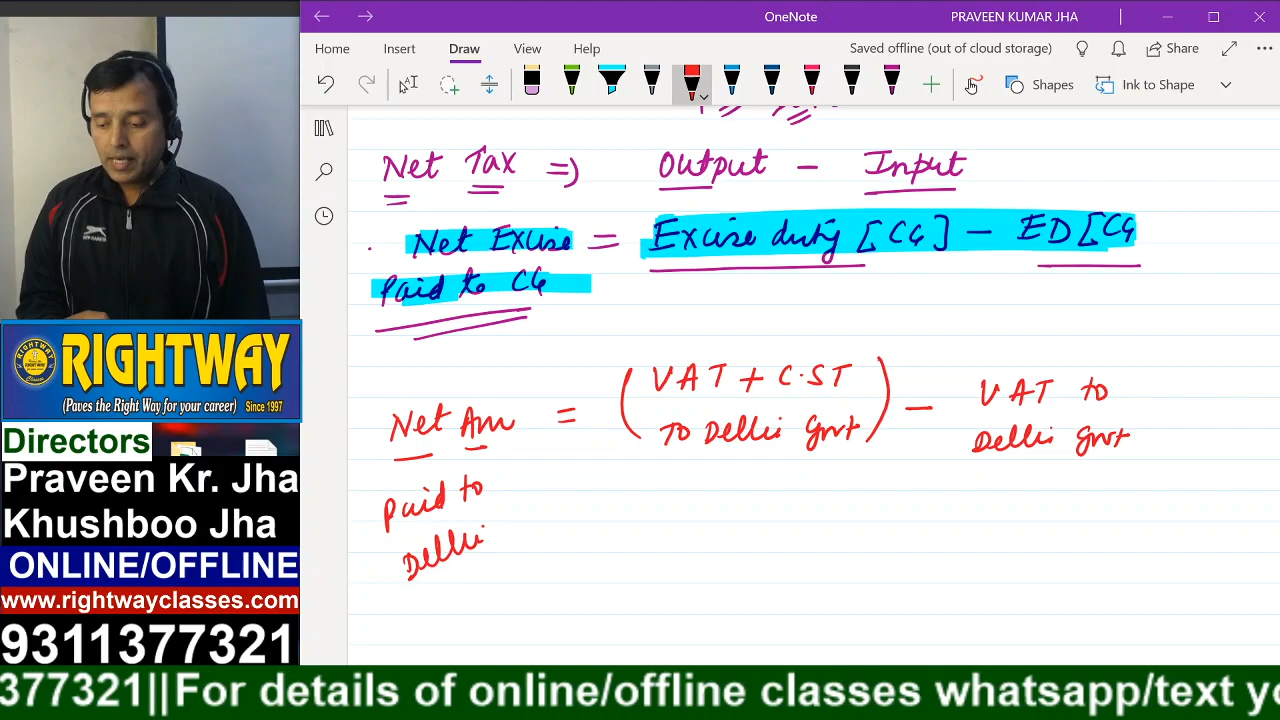 OneNote
PRAVEEN KUMAR JHA
Home Insert Draw View Help
Saved offline (out of cloud storage)
Share
Shapes
Ink to Shape
Net Tax => Output - Input
Net Excise = Excise duty [CG] - ED [CG
Paid to CG
Net Am = (VAT + C.ST - VAT to
To Delhi Govt) Delhi Govt
Paid to
Delhi
RIGHTWAY
(Paves the Right Way for your career)
Since 1997
Directors
Praveen Kr. Jha
Khushboo Jha
ONLINE/OFFLINE
www.rightwayclasses.com
9311377321
377321||For details of online/offline classes whatsapp/text yo